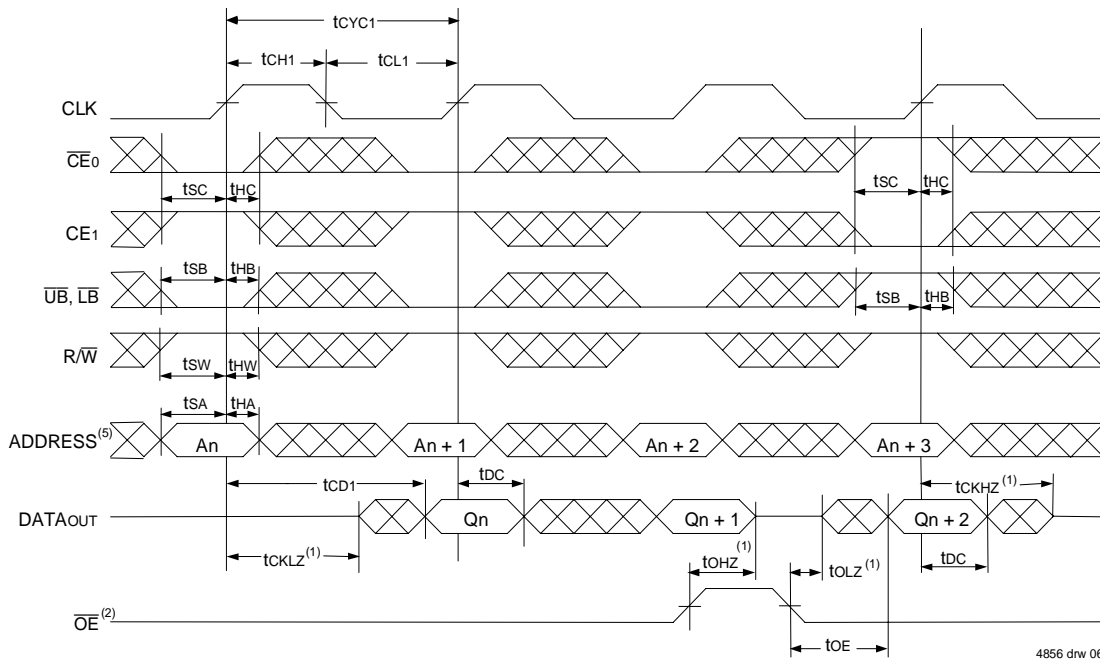 tCYC1
tCH1 tCL1
CLK
CE0
tSC tHC tSC tHC
CE1
tSB tHB
UB, LB
tSB tHB
R/W
tSW tHW
tSA tHA
ADDRESS(5) An An + 1 An + 2 An + 3
tCD1 tDC tCKHZ(1)
DATAOUT Qn Qn + 1 Qn + 2
tCKLZ(1) tOHZ(1) tOLZ(1) tDC
OE(2)
tOE
4856 drw 06